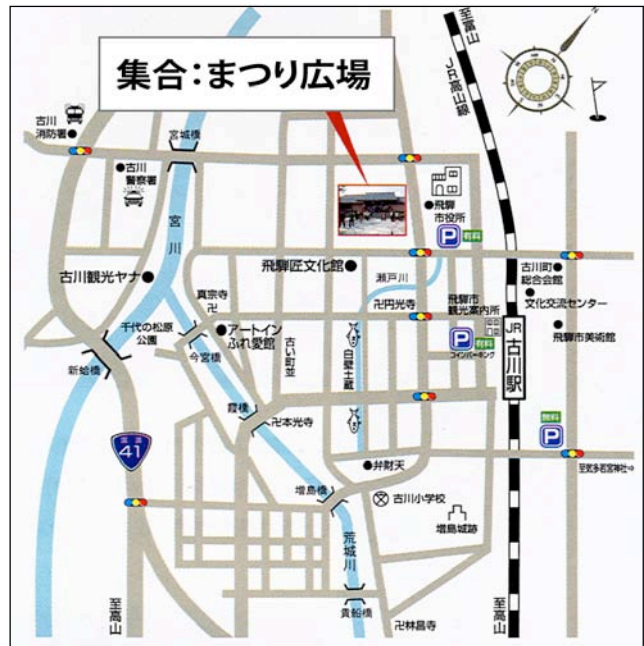 集合：まつり広場
至高山
JR高山線
古川
消防署
宮城橋
古川
警察署
宮川
飛騨
市役所
P 有料
古川観光ヤナ
飛騨匠文化館
瀬戸川
古川町
総合会館
文化交流センター
真宗寺
卍
卍円光寺
飛騨市
観光案内所
千代の松原
公園
アートイン
ふれ愛館
古い町並
白壁土蔵
P 有料
コインパーキング
JR古川駅
飛騨市美術館
新蛤橋
今宮橋
霞橋
卍本光寺
国道
41
無料
P
弁財天
至気多若宮神社⇨
増島橋
古川小学校
増島城跡
荒城川
至高山
貴船橋
卍林昌寺
至高山